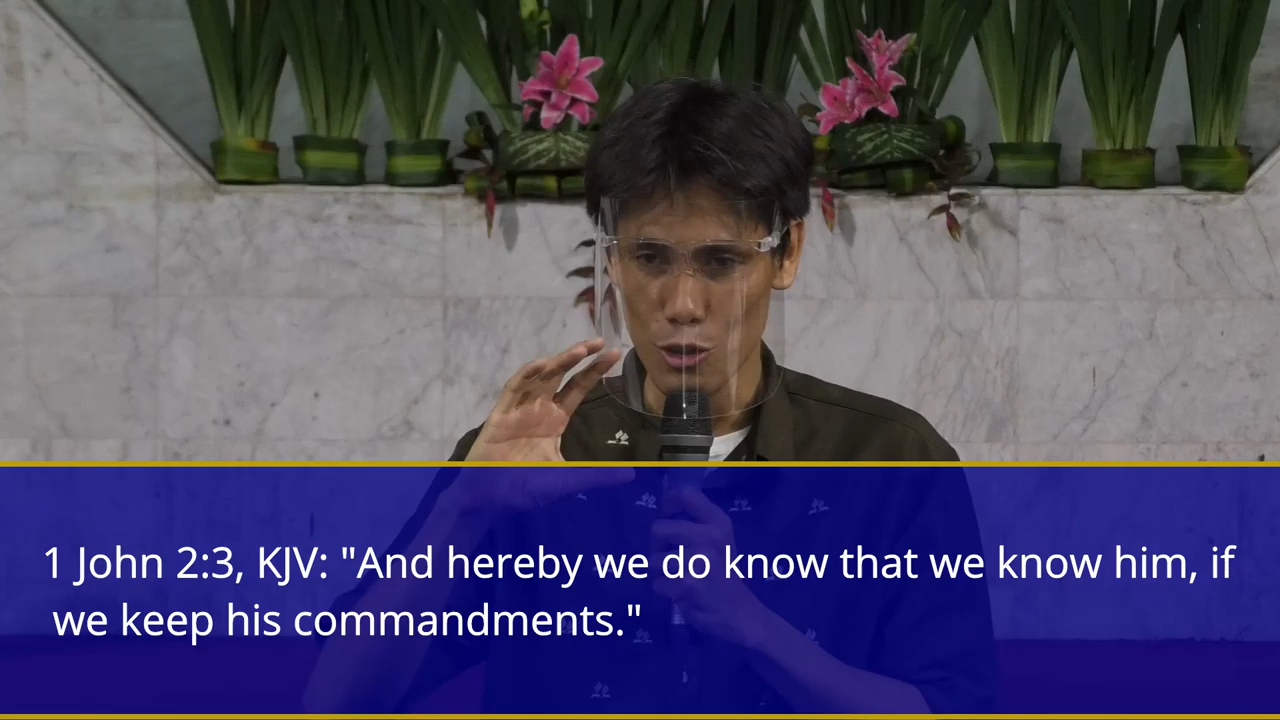 1 John 2:3, KJV: "And hereby we do know that we know him, if
we keep his commandments."